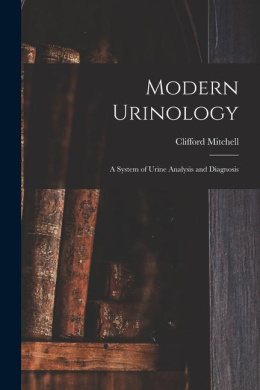 Modern
Urinology
Clifford Mitchell
A System of Urine Analysis and Diagnosis